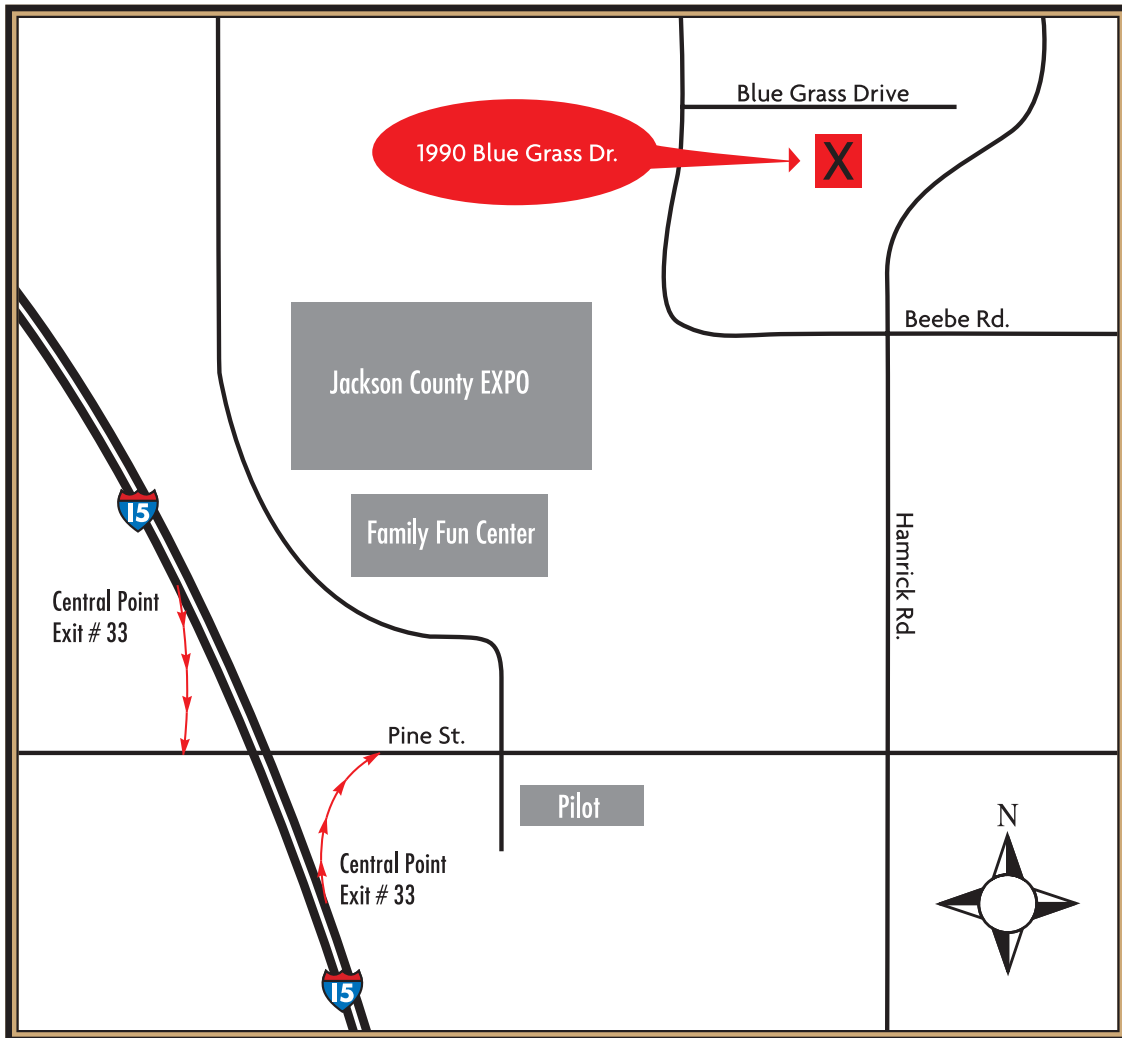 Blue Grass Drive
1990 Blue Grass Dr.
X
Beebe Rd.
Jackson County EXPO
15
Family Fun Center
Hamrick Rd.
Central Point
Exit # 33
Pine St.
Pilot
N
Central Point
Exit # 33
15